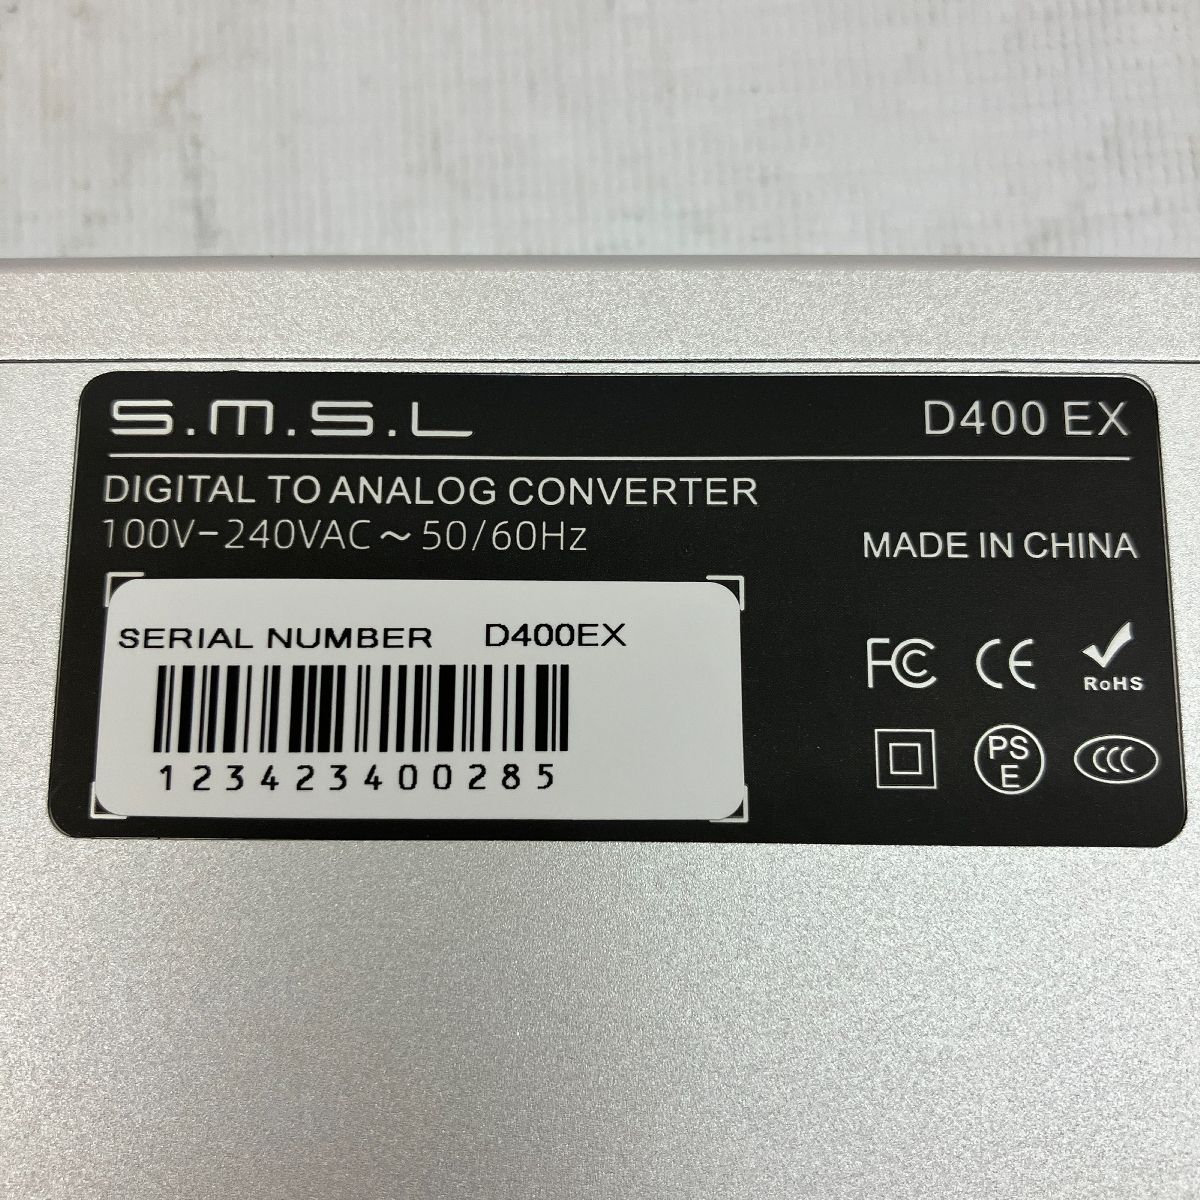 S.M.S.L D400 EX
DIGITAL TO ANALOG CONVERTER
100V-240VAC~50/60Hz
MADE IN CHINA
SERIAL NUMBER D400EX
123423400285
FC CE RoHS
PS E CCC